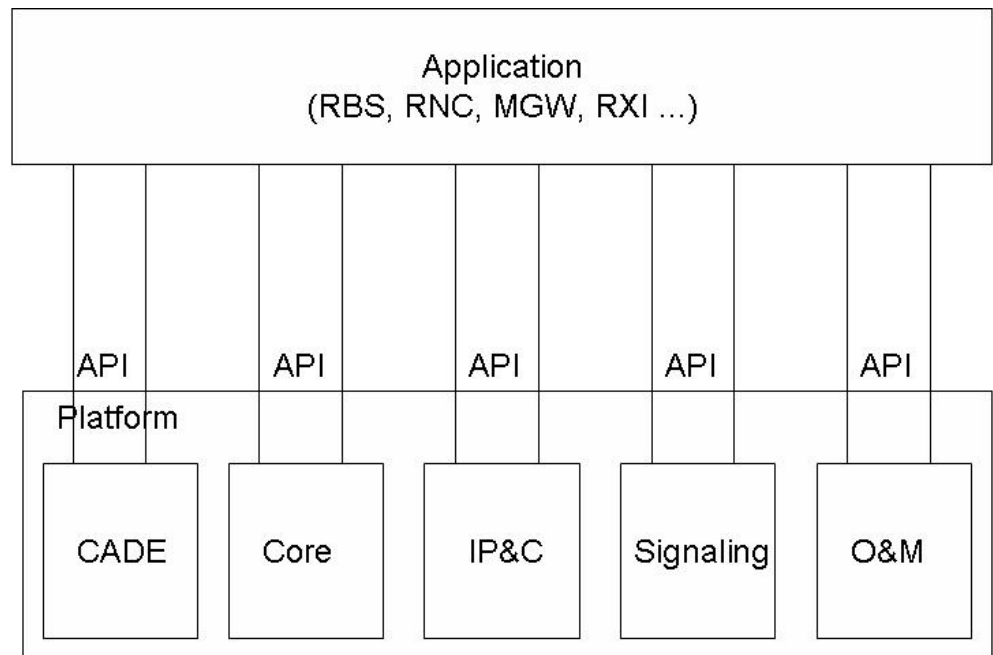 Application
(RBS, RNC, MGW, RXI ...)
API API API API API
Platform
CADE Core IP&C Signaling O&M